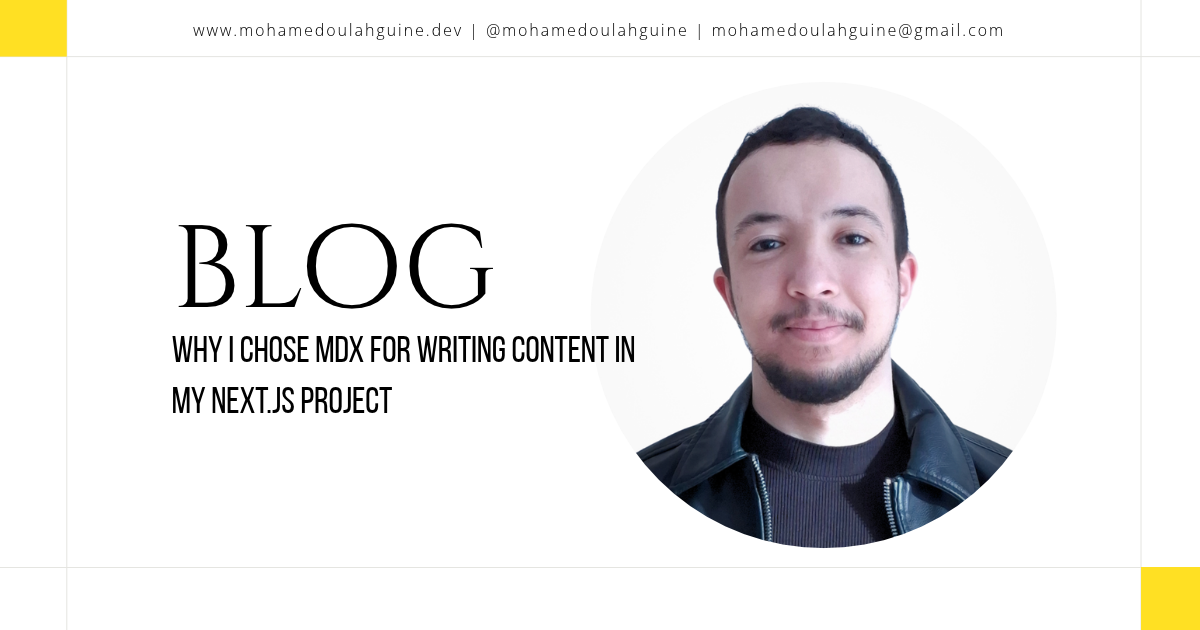 www.mohamedoulahguine.dev | @mohamedoulahguine | mohamedoulahguine@gmail.com
BLOG
WHY I CHOSE MDX FOR WRITING CONTENT IN
MY NEXT.JS PROJECT